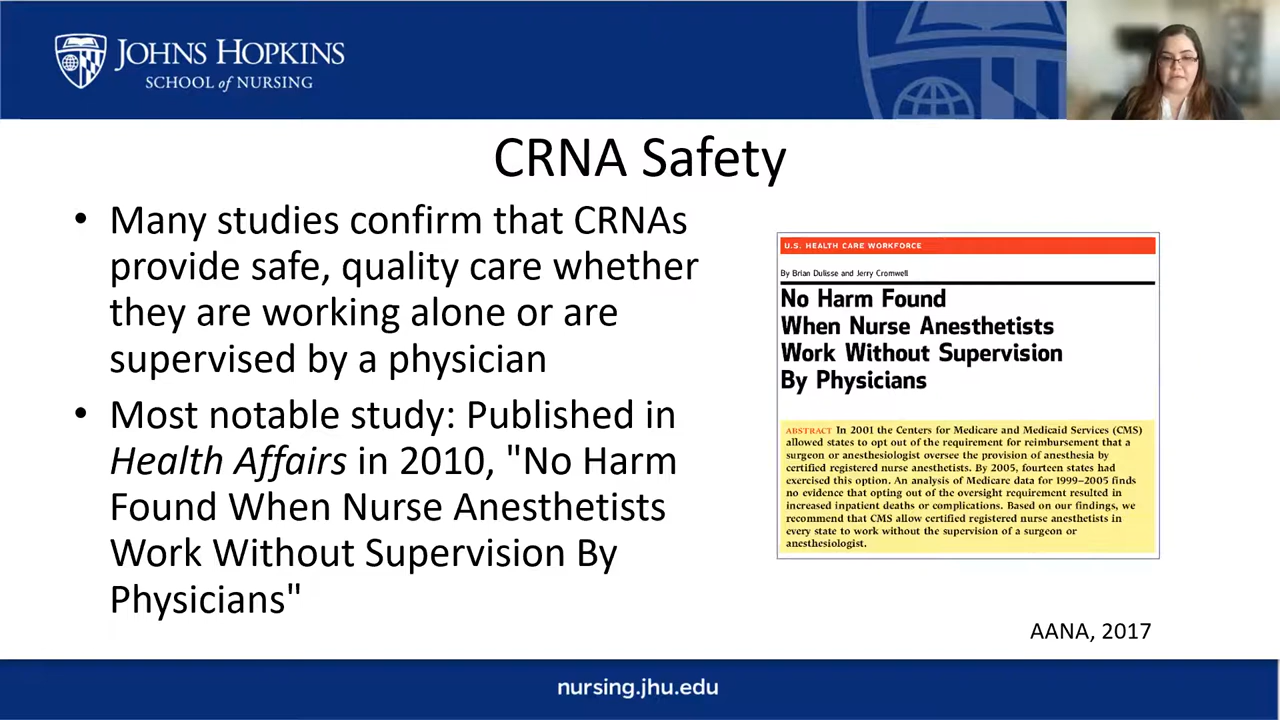 JOHNS HOPKINS
SCHOOL of NURSING
CRNA Safety
• Many studies confirm that CRNAs
provide safe, quality care whether
they are working alone or are
supervised by a physician
• Most notable study: Published in
Health Affairs in 2010, "No Harm
Found When Nurse Anesthetists
Work Without Supervision By
Physicians"
U.S. HEALTH CARE WORKFORCE
By Brian Dulisse and Jerry Cromwell
No Harm Found
When Nurse Anesthetists
Work Without Supervision
By Physicians
ABSTRACT In 2001 the Centers for Medicare and Medicaid Services (CMS)
allowed states to opt out of the requirement for reimbursement that a
surgeon or anesthesiologist oversee the provision of anesthesia by
certified registered nurse anesthetists. By 2005, fourteen states had
exercised this option. An analysis of Medicare data for 1999–2005 finds
no evidence that opting out of the oversight requirement resulted in
increased inpatient deaths or complications. Based on our findings, we
recommend that CMS allow certified registered nurse anesthetists in
every state to work without the supervision of a surgeon or
anesthesiologist.
AANA, 2017
nursing.jhu.edu